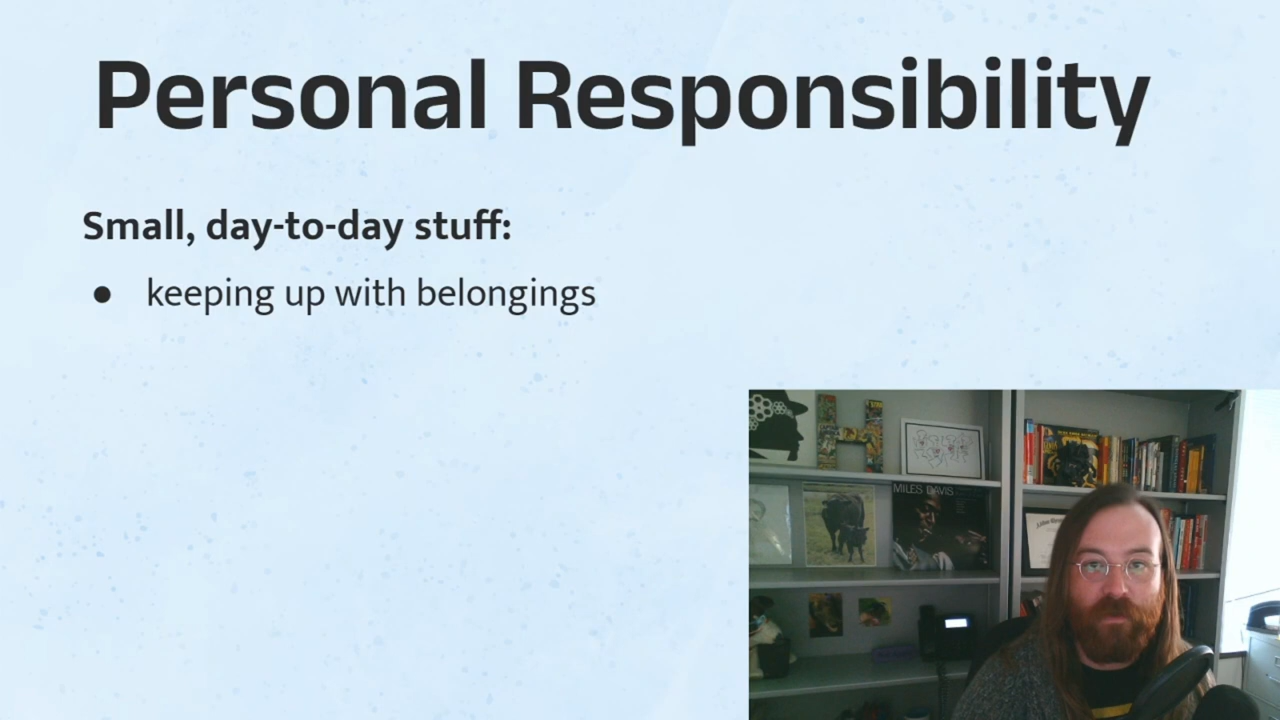 Personal Responsibility
Small, day-to-day stuff:
● keeping up with belongings
MILES DAVIS